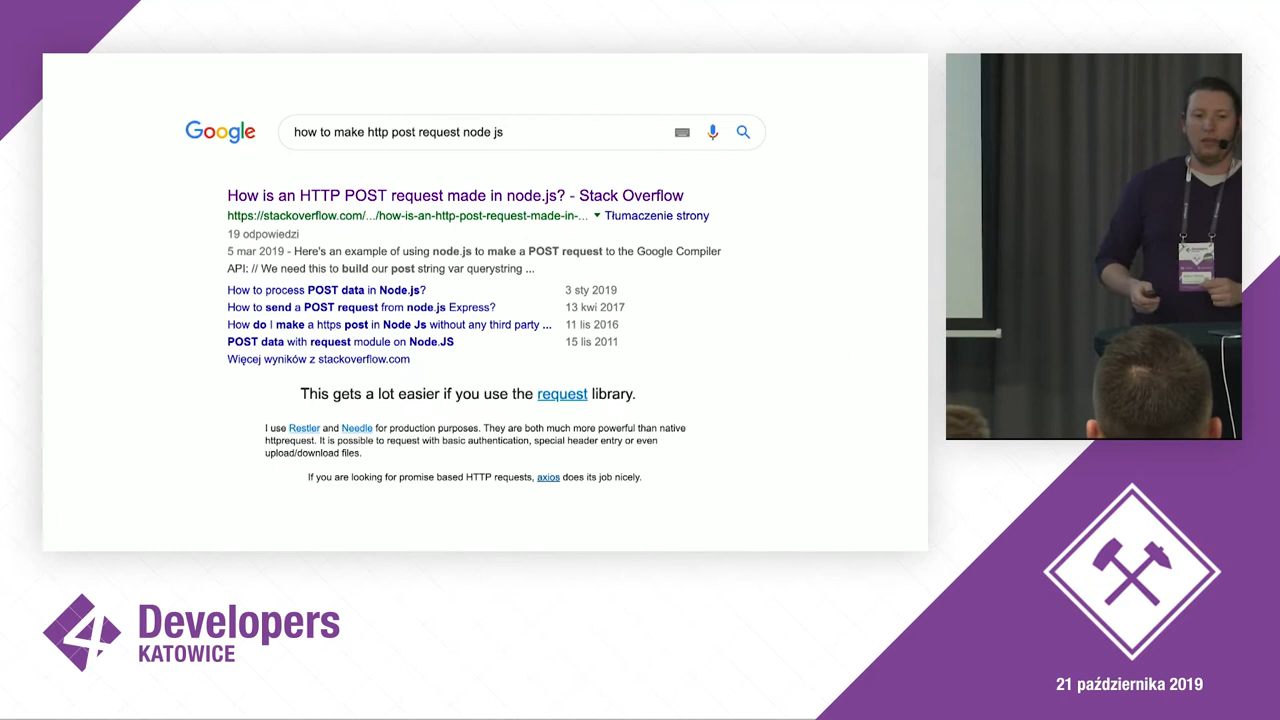 Google
how to make http post request node js
How is an HTTP POST request made in node.js? - Stack Overflow
https://stackoverflow.com/.../how-is-an-http-post-request-made-in-... Tłumaczenie strony
19 odpowiedzi
5 mar 2019 - Here's an example of using node.js to make a POST request to the Google Compiler
API: // We need this to build our post string var querystring ...
How to process POST data in Node.js? 3 sty 2019
How to send a POST request from node.js Express? 13 kwi 2017
How do I make a https post in Node Js without any third party ... 11 lis 2016
POST data with request module on Node.JS 15 lis 2011
Więcej wyników z stackoverflow.com
This gets a lot easier if you use the request library.
I use Restler and Needle for production purposes. They are both much more powerful than native
httprequest. It is possible to request with basic authentication, special header entry or even
upload/download files.
If you are looking for promise based HTTP requests, axios does its job nicely.
4 Developers
KATOWICE
21 października 2019